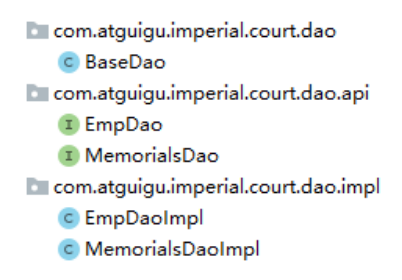 com.atguigu.imperial.court.dao
C BaseDao
com.atguigu.imperial.court.dao.api
I EmpDao
I MemorialsDao
com.atguigu.imperial.court.dao.impl
C EmpDaoImpl
C MemorialsDaoImpl